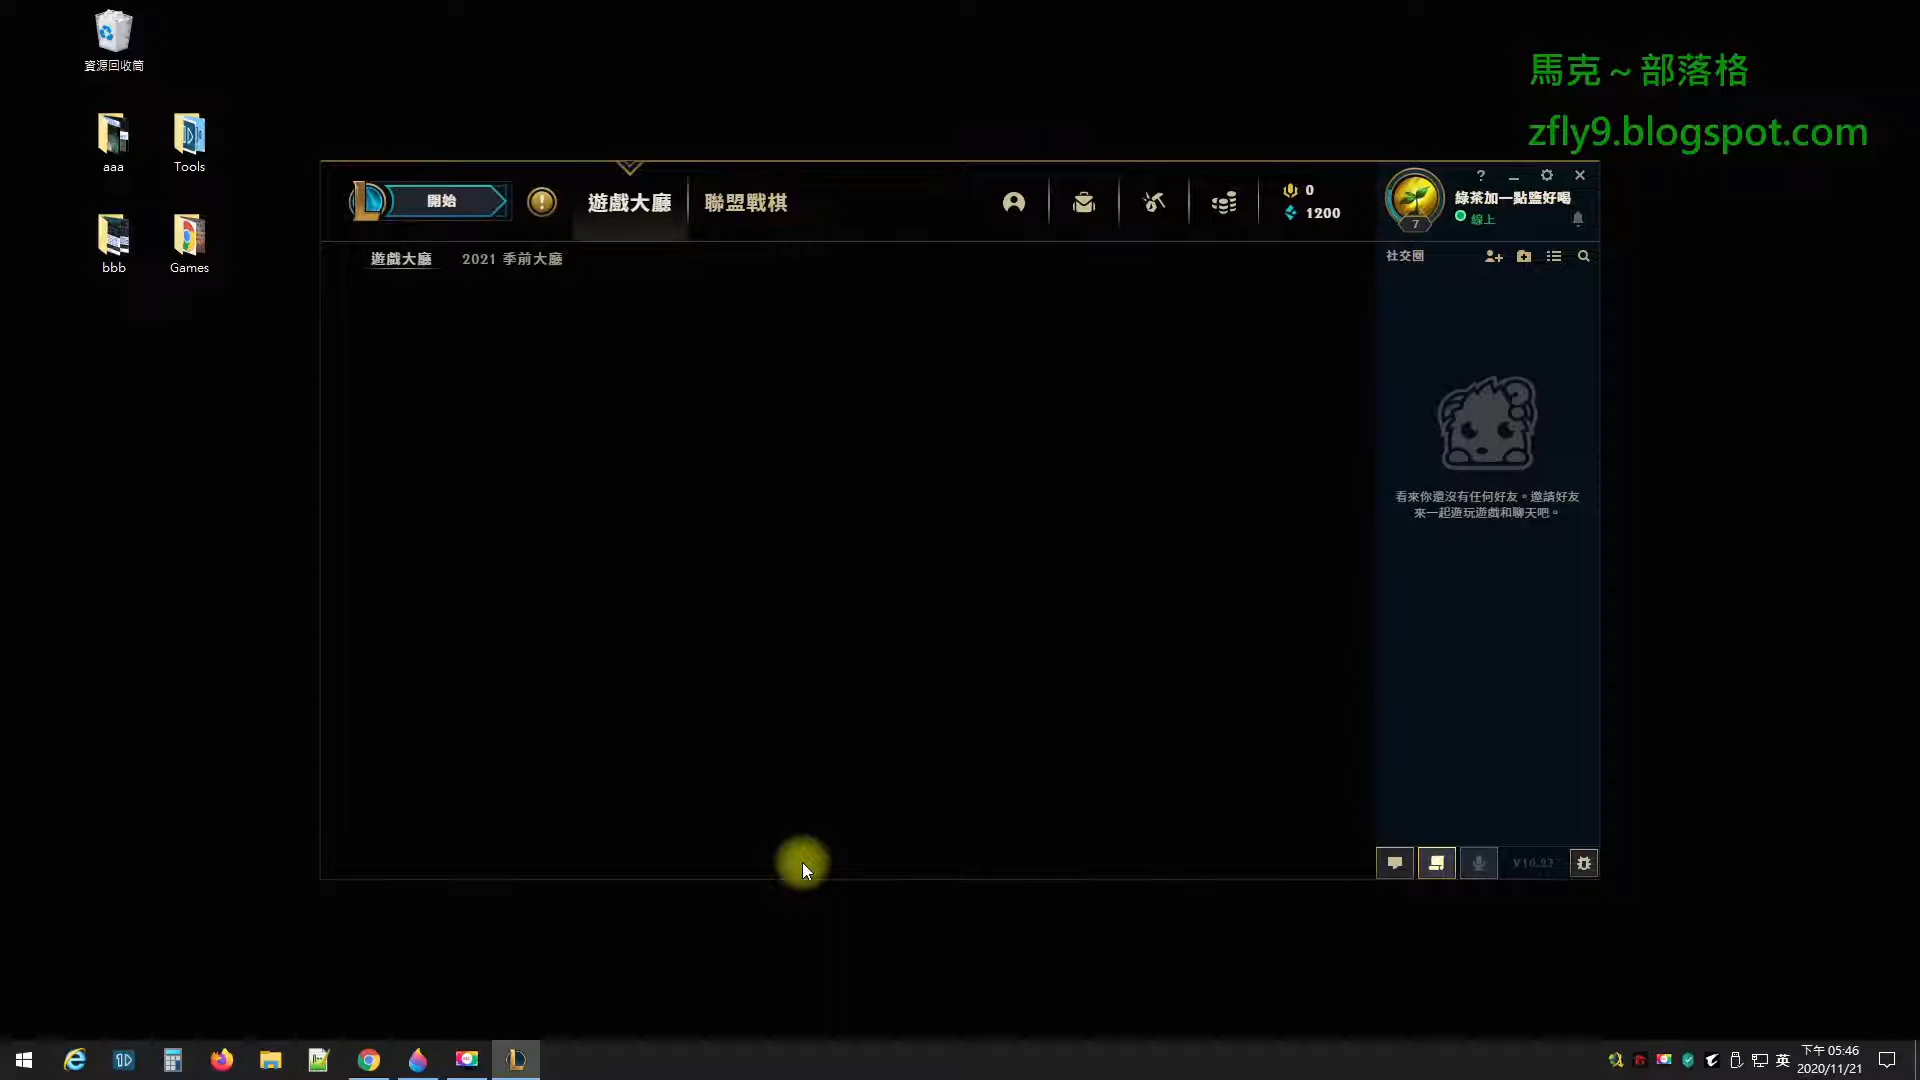 資源回收筒
aaa
Tools
bbb
Games
馬克～部落格
zfly9.blogspot.com
開始
遊戲大廳
聯盟戰棋
0
1200
7
綠茶加一點鹽好喝
線上
遊戲大廳
2021 季前大廳
社交圈
看來你還沒有任何好友。邀請好友
來一起遊玩遊戲和聊天吧。
V10.23
英
下午 05:46
2020/11/21